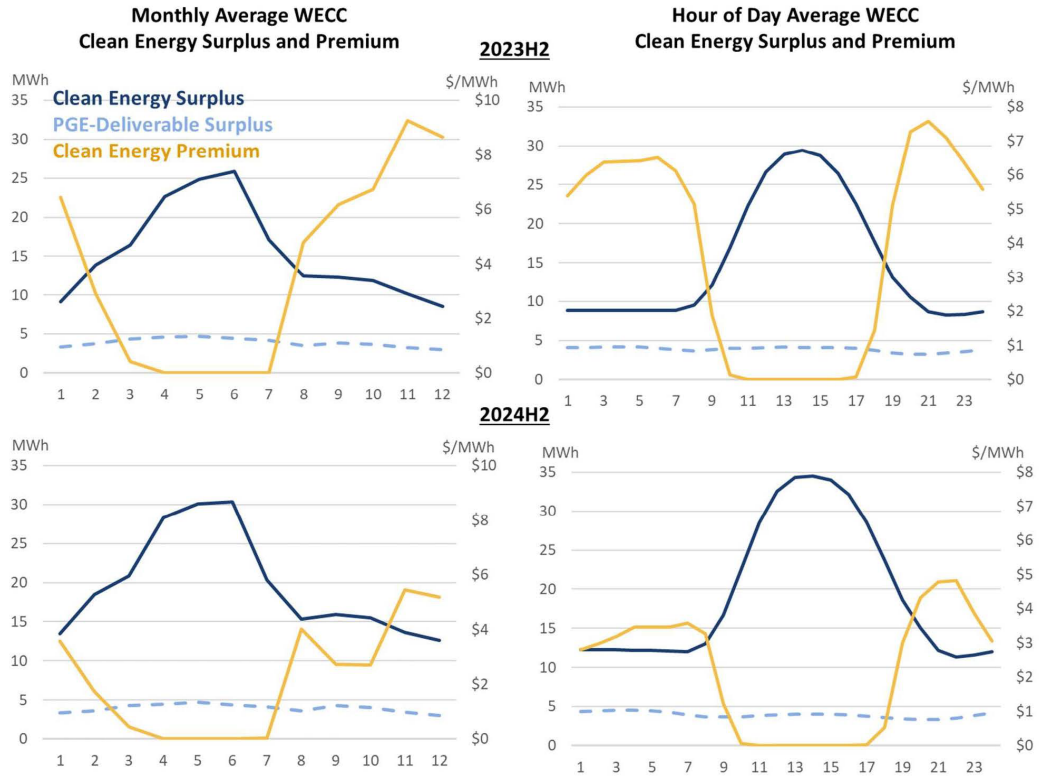 Monthly Average WECC
Clean Energy Surplus and Premium
Hour of Day Average WECC
Clean Energy Surplus and Premium
2023H2
MWh
$/MWh
Clean Energy Surplus
PGE-Deliverable Surplus
Clean Energy Premium
35
30
25
20
15
10
5
0
$10
$8
$6
$4
$2
$0
1 2 3 4 5 6 7 8 9 10 11 12
MWh
$/MWh
35
30
25
20
15
10
5
0
$8
$7
$6
$5
$4
$3
$2
$1
$0
1 3 5 7 9 11 13 15 17 19 21 23
2024H2
MWh
$/MWh
35
30
25
20
15
10
5
0
$10
$8
$6
$4
$2
$0
1 2 3 4 5 6 7 8 9 10 11 12
MWh
$/MWh
35
30
25
20
15
10
5
0
$8
$7
$6
$5
$4
$3
$2
$1
$0
1 3 5 7 9 11 13 15 17 19 21 23